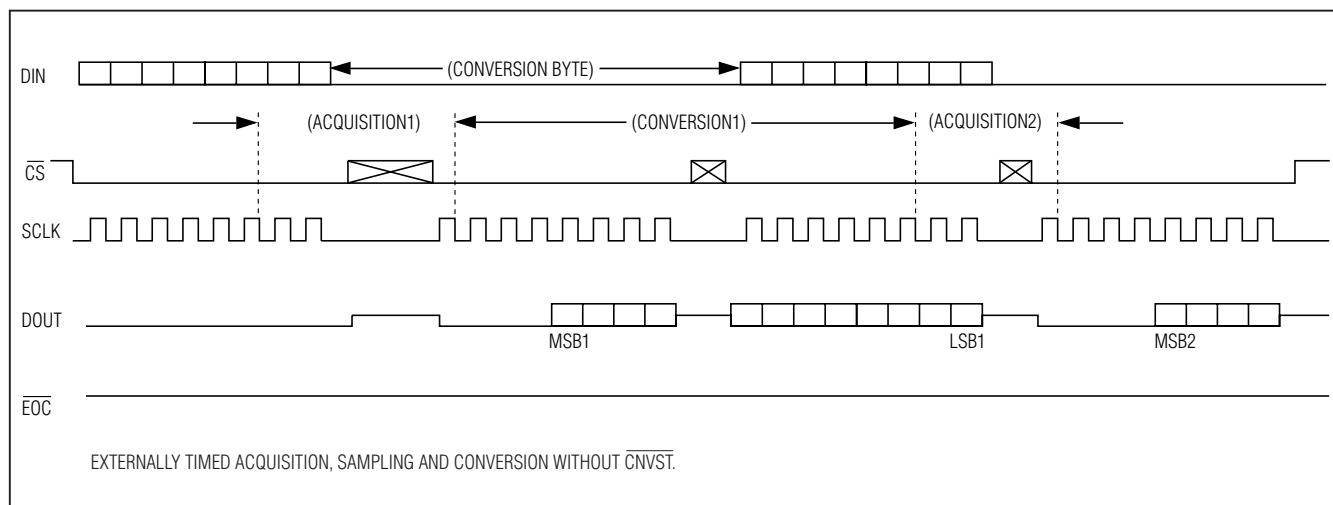 DIN
(CONVERSION BYTE)
(ACQUISITION1)
(CONVERSION1)
(ACQUISITION2)
CS
SCLK
DOUT
MSB1
LSB1
MSB2
EOC
EXTERNALLY TIMED ACQUISITION, SAMPLING AND CONVERSION WITHOUT CNVST.